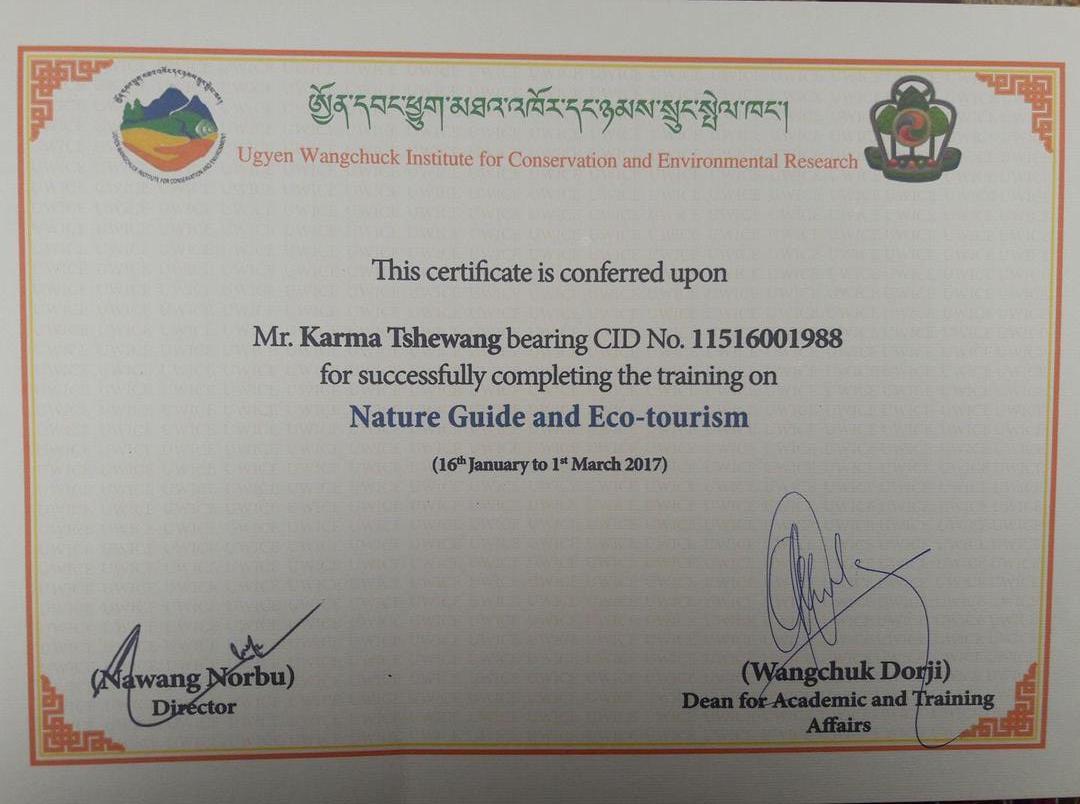 ཨོན་དབང་ཕྱུག་མཐའ་འཁོར་དང་ཉམས་སྲུང་སློབ་ཁང་།
Ugyen Wangchuck Institute for Conservation and Environmental Research
This certificate is conferred upon
Mr. Karma Tshewang bearing CID No. 11516001988
for successfully completing the training on
Nature Guide and Eco-tourism
(16th January to 1st March 2017)
(Nawang Norbu)
Director
(Wangchuk Dorji)
Dean for Academic and Training
Affairs